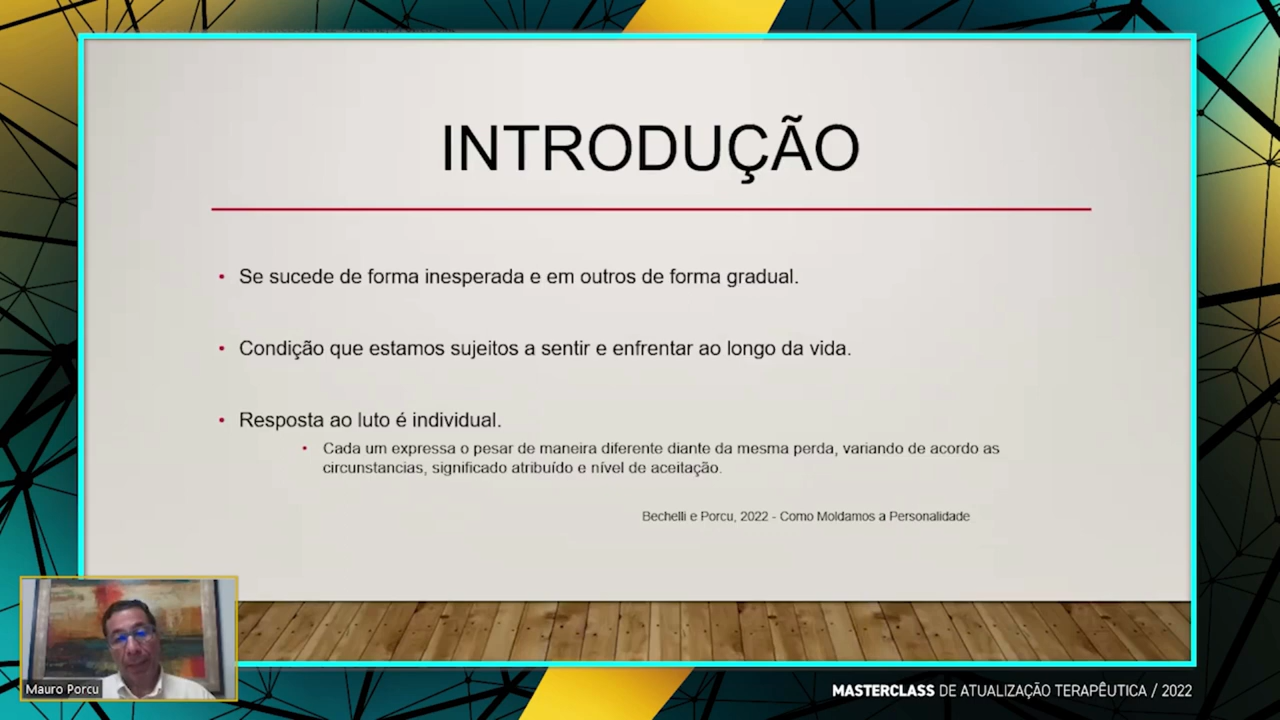 INTRODUÇÃO
• Se sucede de forma inesperada e em outros de forma gradual.
• Condição que estamos sujeitos a sentir e enfrentar ao longo da vida.
• Resposta ao luto é individual.
• Cada um expressa o pesar de maneira diferente diante da mesma perda, variando de acordo as
circunstancias, significado atribuído e nível de aceitação.
Bechelli e Porcu, 2022 - Como Moldamos a Personalidade
Mauro Porcu
MASTERCLASS DE ATUALIZAÇÃO TERAPÊUTICA / 2022